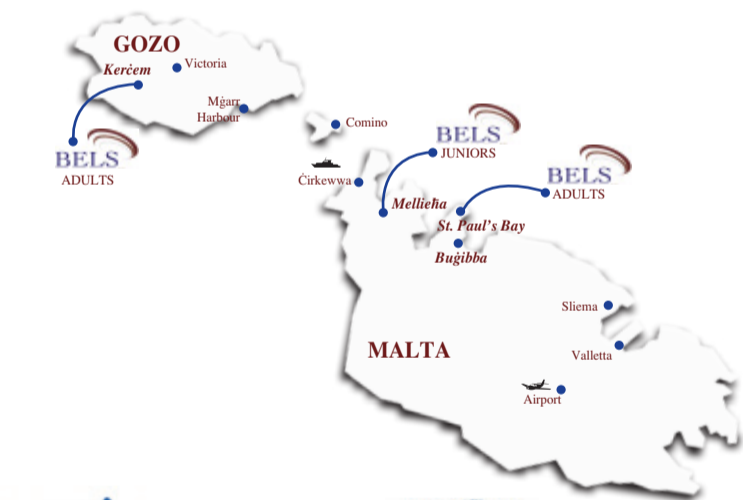 GOZO
Kerċem
Victoria
Mġarr
Harbour
BELS
ADULTS
Comino
BELS
JUNIORS
Ċirkewwa
BELS
ADULTS
Mellieħa
St. Paul's Bay
Buġibba
Sliema
MALTA
Valletta
Airport